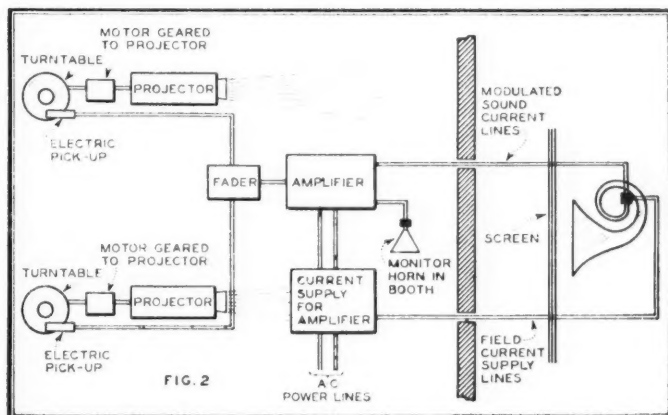 MOTOR GEARED
TO PROJECTOR
TURNTABLE
PROJECTOR
ELECTRIC
PICK-UP
FADER
AMPLIFIER
MODULATED
SOUND
CURRENT
LINES
SCREEN
MONITOR
HORN IN
BOOTH
MOTOR GEARED
TO PROJECTOR
TURNTABLE
PROJECTOR
ELECTRIC
PICK-UP
CURRENT
SUPPLY
FOR
AMPLIFIER
FIELD
CURRENT
SUPPLY
LINES
FIG. 2
A-C
POWER LINES